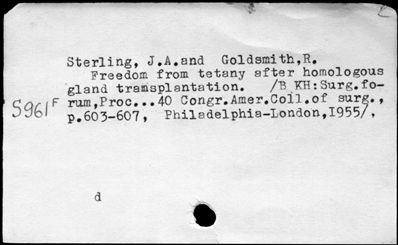 Sterling, J.A.and Goldsmith,R.
Freedom from tetany after homologous
gland transplantation. /B KH:Surg.fo-
S961F rum,Proc...40 Congr.Amer.Coll.of surg.,
p.603-607, Philadelphia-London,1955/,
d